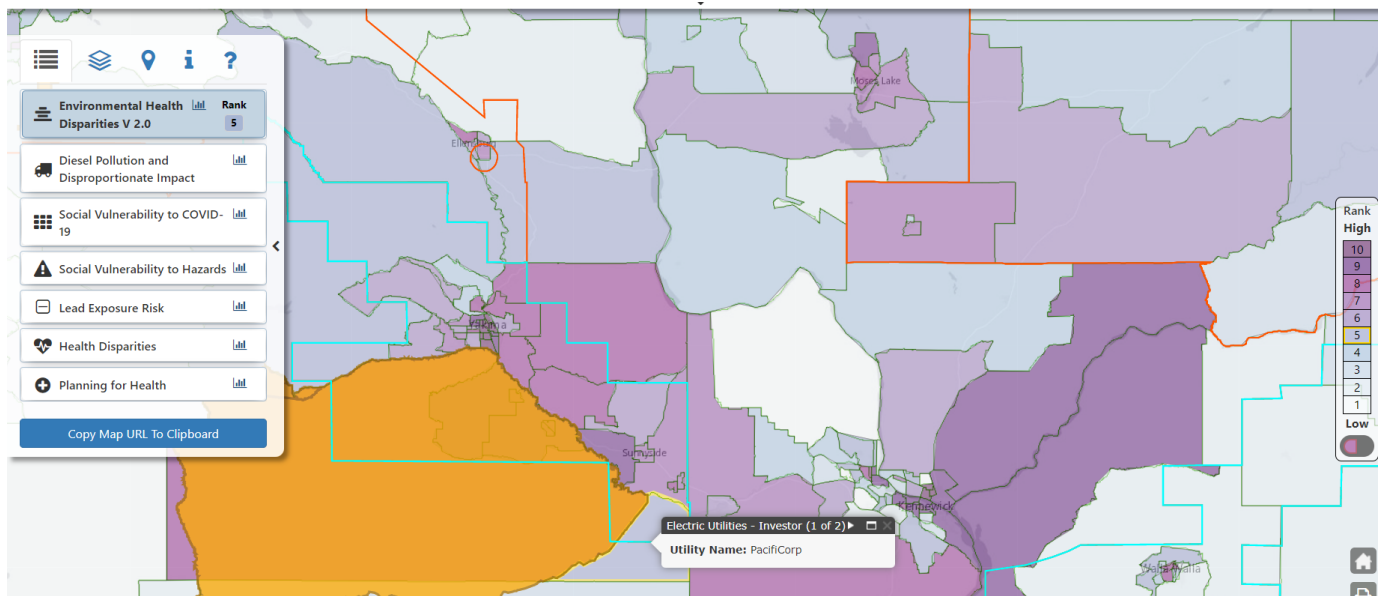 Environmental Health
Disparities V 2.0
Rank
5
Diesel Pollution and
Disproportionate Impact
Social Vulnerability to COVID-
19
Social Vulnerability to Hazards
Lead Exposure Risk
Health Disparities
Planning for Health
Copy Map URL To Clipboard
Moses Lake
Yakima
Sunnyside
Kennewick
Walla Walla
Electric Utilities - Investor (1 of 2)
Utility Name: PacifiCorp
Rank
High
10
9
8
7
6
5
4
3
2
1
Low